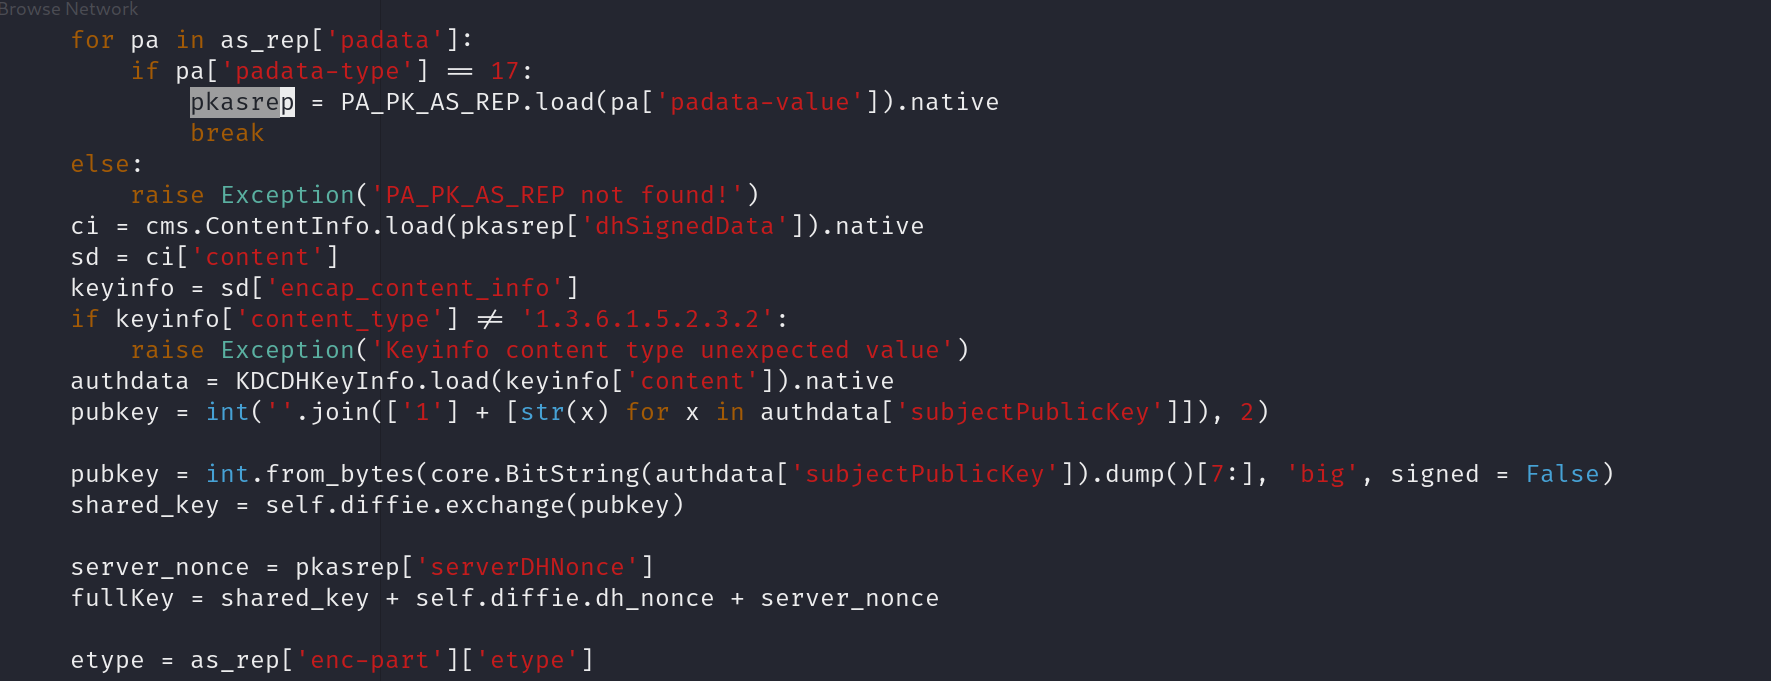 Browse Network
for pa in as_rep['padata']:
    if pa['padata-type'] == 17:
        pkasrep = PA_PK_AS_REP.load(pa['padata-value']).native
        break
else:
    raise Exception('PA_PK_AS_REP not found!')
ci = cms.ContentInfo.load(pkasrep['dhSignedData']).native
sd = ci['content']
keyinfo = sd['encap_content_info']
if keyinfo['content_type'] != '1.3.6.1.5.2.3.2':
    raise Exception('Keyinfo content type unexpected value')
authdata = KDCDHKeyInfo.load(keyinfo['content']).native
pubkey = int(''.join(['1'] + [str(x) for x in authdata['subjectPublicKey']]), 2)
pubkey = int.from_bytes(core.BitString(authdata['subjectPublicKey']).dump()[7:], 'big', signed = False)
shared_key = self.diffie.exchange(pubkey)
server_nonce = pkasrep['serverDHNonce']
fullKey = shared_key + self.diffie.dh_nonce + server_nonce
etype = as_rep['enc-part']['etype']